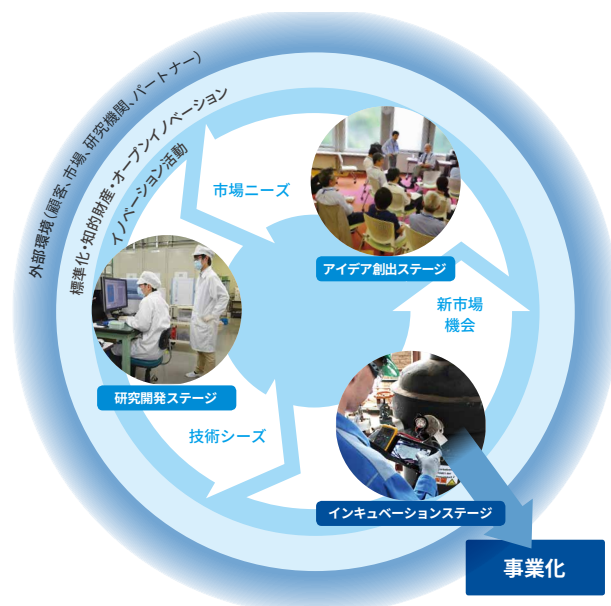 外部環境(顧客、市場、研究機関、パートナー)
標準化・知的財産・オープンイノベーション
イノベーション活動
市場ニーズ
アイデア創出ステージ
新市場
機会
研究開発ステージ
技術シーズ
インキュベーションステージ
事業化